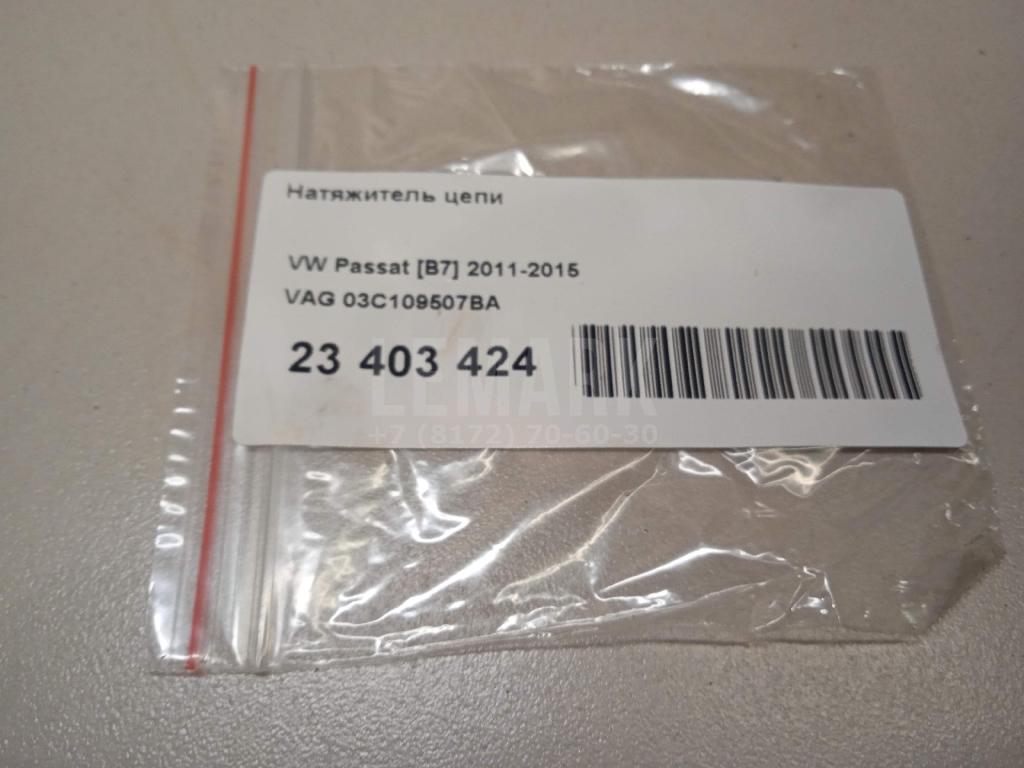 Натяжитель цепи
VW Passat [B7] 2011-2015
VAG 03C109507BA
23 403 424
LEMARK
+7 (8172) 70-60-30